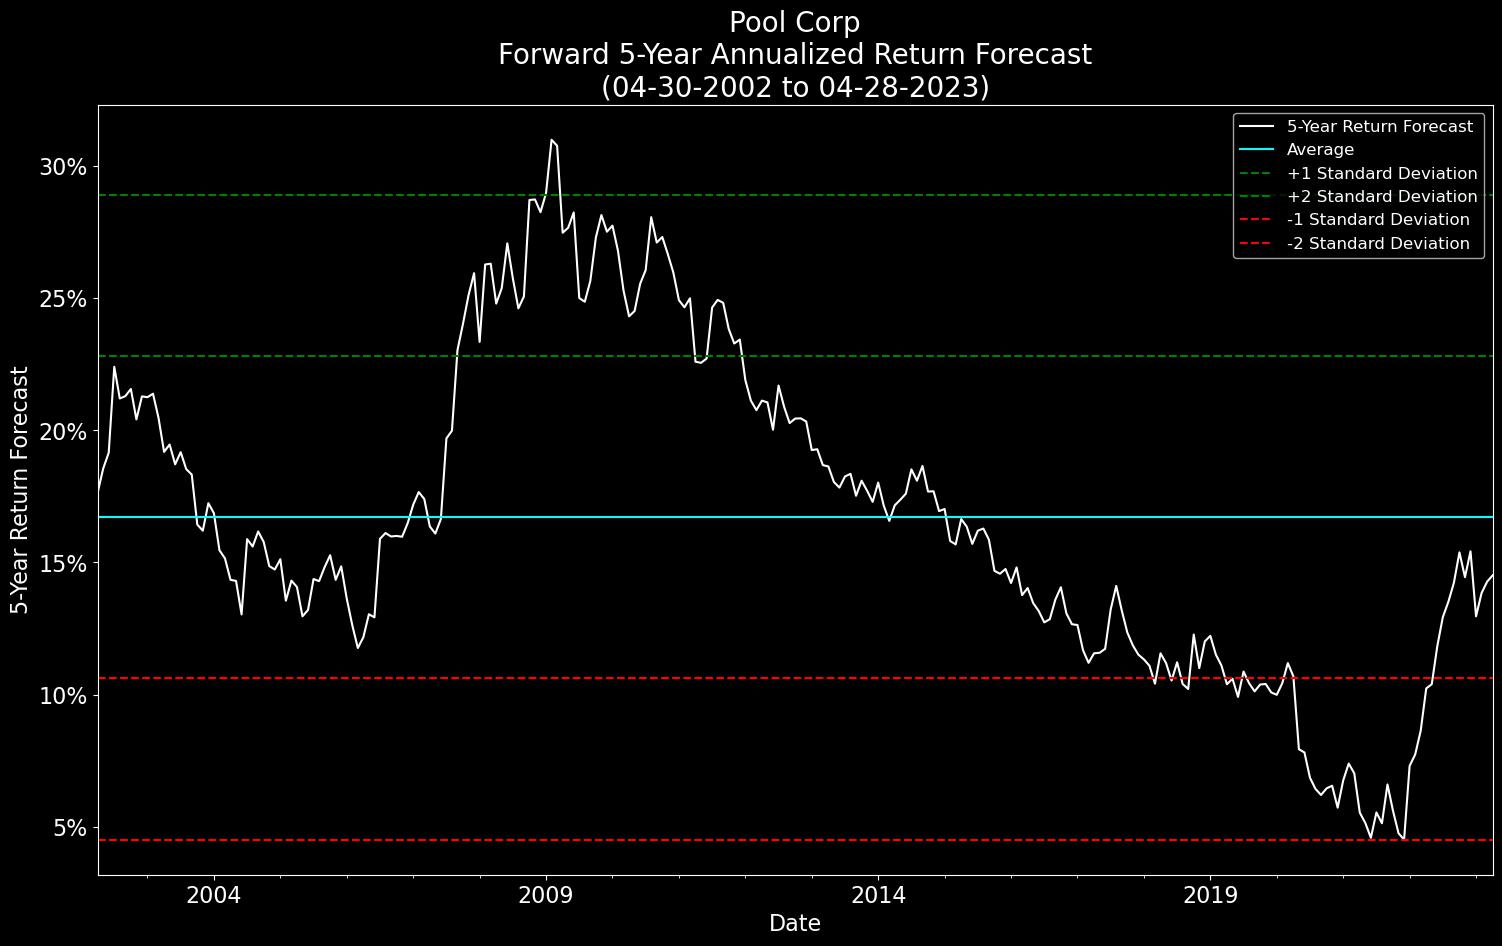 Pool Corp
Forward 5-Year Annualized Return Forecast
(04-30-2002 to 04-28-2023)
5-Year Return Forecast
Average
+1 Standard Deviation
+2 Standard Deviation
-1 Standard Deviation
-2 Standard Deviation
30%
25%
20%
15%
10%
5%
5-Year Return Forecast
2004
2009
2014
2019
Date